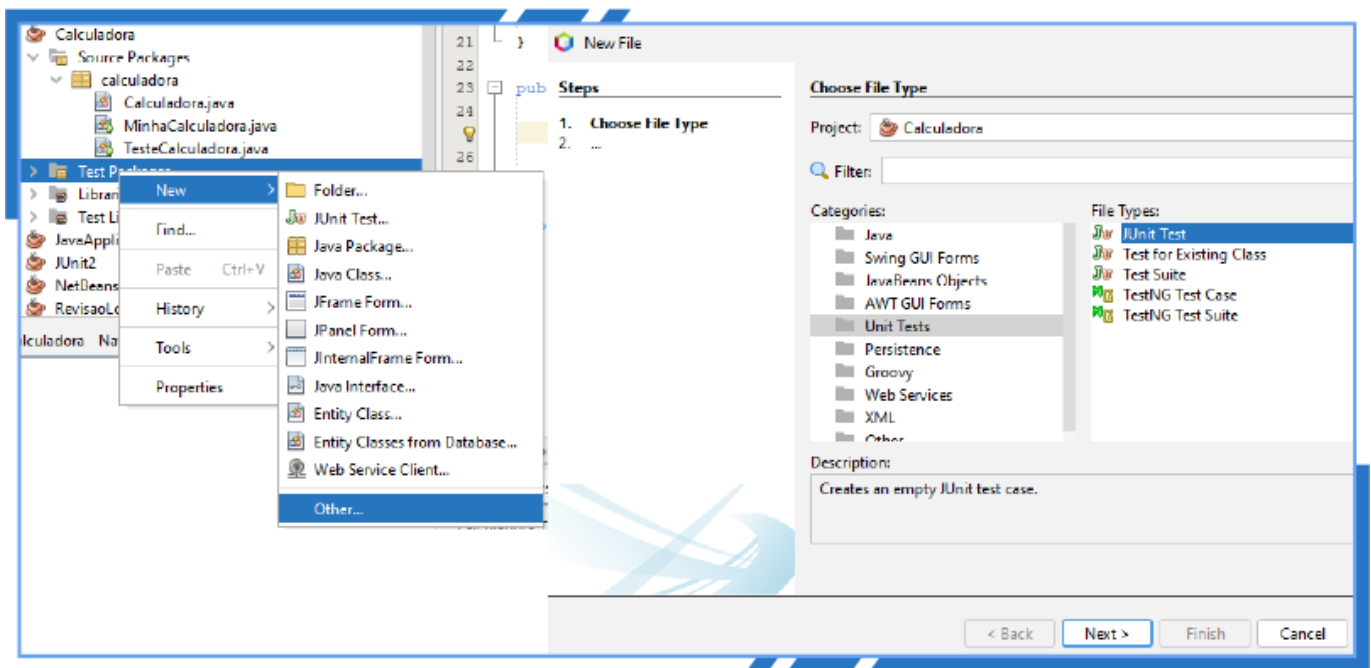 Calculadora
Source Packages
calculadora
Calculadora.java
MinhaCalculadora.java
TesteCalculadora.java
Test Packages
Librari
Test Li
JavaAppli
JUnit2
NetBeans
RevisaoLo
lculadora Na
New
Find...
Paste Ctrl+V
History
Tools
Properties
Folder...
JUnit Test...
Java Package...
Java Class...
JFrame Form...
JPanel Form...
JInternalFrame Form...
Java Interface...
Entity Class...
Entity Classes from Database...
Web Service Client...
Other...
21 }
22
23 pub
24
26
New File
Steps
1. Choose File Type
2. ...
Choose File Type
Project: Calculadora
Filter:
Categories:
Java
Swing GUI Forms
JavaBeans Objects
AWT GUI Forms
Unit Tests
Persistence
Groovy
Web Services
XML
Other
File Types:
JUnit Test
Test for Existing Class
Test Suite
TestNG Test Case
TestNG Test Suite
Description:
Creates an empty JUnit test case.
< Back
Next >
Finish
Cancel